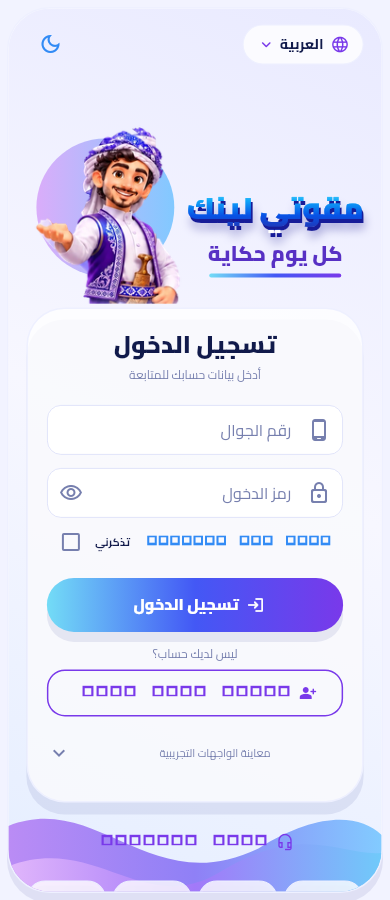 العربية
مقوتي لينك
كل يوم حكاية
تسجيل الدخول
أدخل بيانات حسابك للمتابعة
رقم الجوال
رمز الدخول
تذكرني
تسجيل الدخول
ليس لديك حساب؟
معاينة الواجهات التجريبية